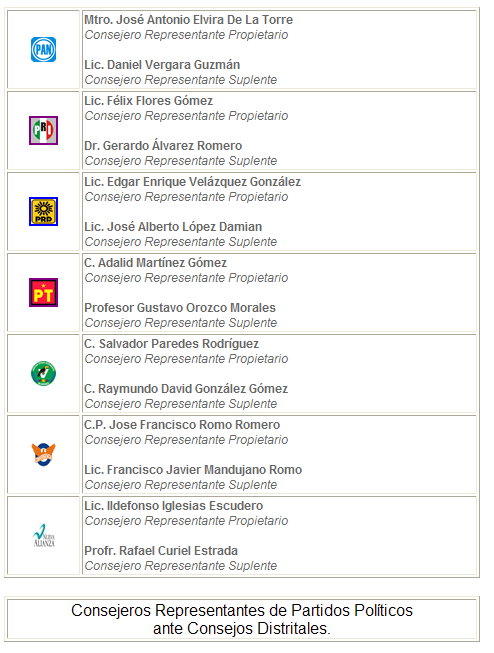 PAN
Mtro. José Antonio Elvira De La Torre
Consejero Representante Propietario
Lic. Daniel Vergara Guzmán
Consejero Representante Suplente
PRI
Lic. Félix Flores Gómez
Consejero Representante Propietario
Dr. Gerardo Álvarez Romero
Consejero Representante Suplente
PRD
Lic. Edgar Enrique Velázquez González
Consejero Representante Propietario
Lic. José Alberto López Damian
Consejero Representante Suplente
PT
C. Adalid Martínez Gómez
Consejero Representante Propietario
Profesor Gustavo Orozco Morales
Consejero Representante Suplente
C. Salvador Paredes Rodríguez
Consejero Representante Propietario
C. Raymundo David González Gómez
Consejero Representante Suplente
C.P. Jose Francisco Romo Romero
Consejero Representante Propietario
Lic. Francisco Javier Mandujano Romo
Consejero Representante Suplente
NUEVA
ALIANZA
Lic. Ildefonso Iglesias Escudero
Consejero Representante Propietario
Profr. Rafael Curiel Estrada
Consejero Representante Suplente
Consejeros Representantes de Partidos Políticos
ante Consejos Distritales.